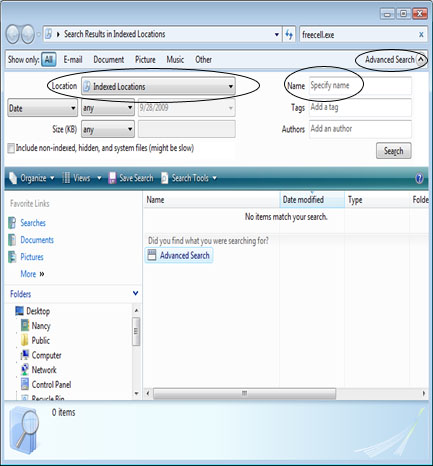 Search Results in Indexed Locations
freecell.exe
Show only: All E-mail Document Picture Music Other Advanced Search
Location Indexed Locations Name Specify name
Date any 9/28/2009 Tags Add a tag
Size (KB) any Authors Add an author
Include non-indexed, hidden, and system files (might be slow) Search
Organize Views Save Search Search Tools ?
Favorite Links
Searches
Documents
Pictures
More »
Name Date modified Type Folde
No items match your search.
Did you find what you were searching for?
Advanced Search
Folders
Desktop
Nancy
Public
Computer
Network
Control Panel
Recycle Bin
0 items